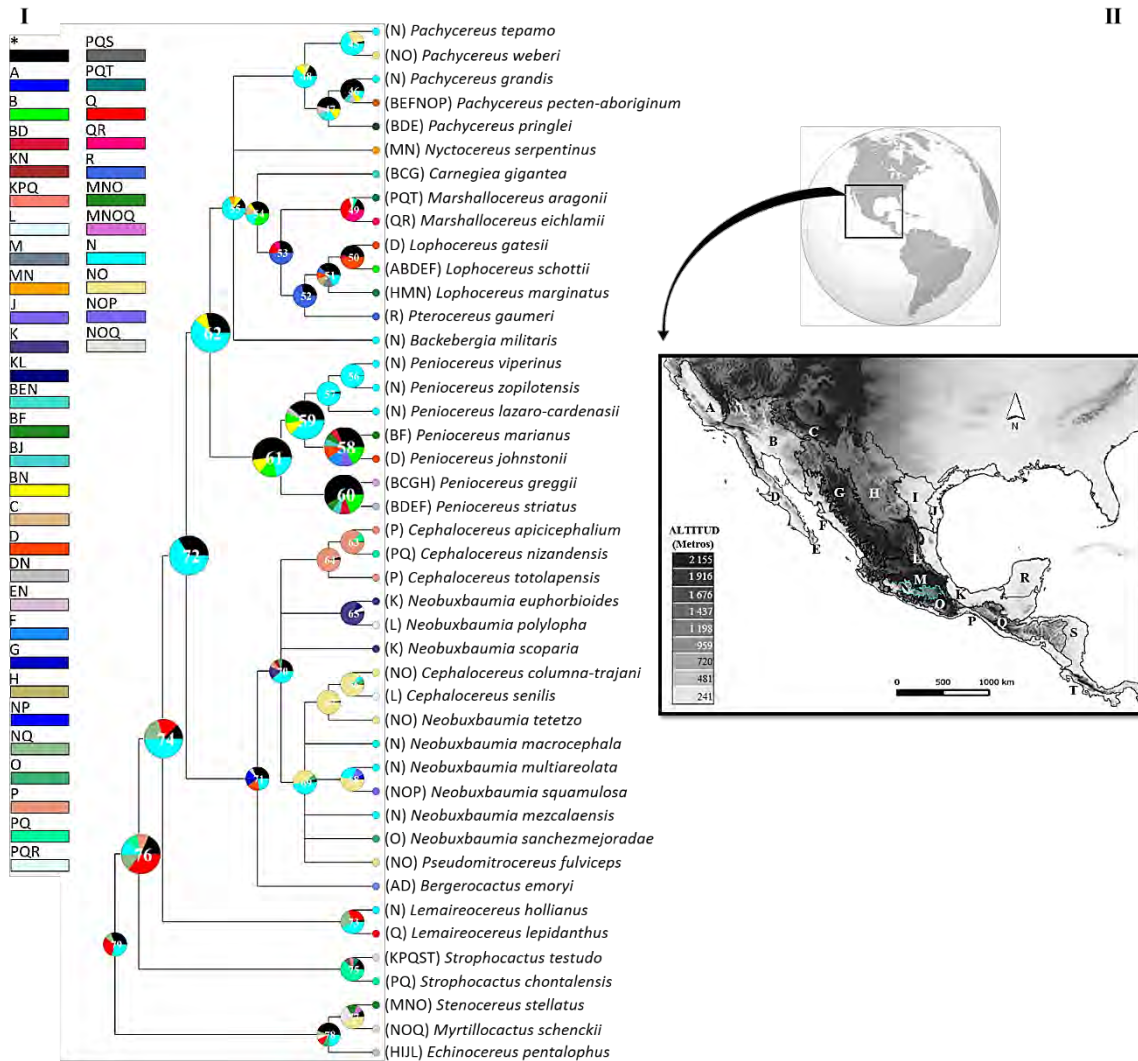 I
II
*
A
B
BD
KN
KPQ
L
M
MN
J
K
KL
BEN
BF
BJ
BN
C
D
DN
EN
F
G
H
NP
NQ
O
P
PQ
PQR
PQS
PQT
Q
QR
R
MNO
MNOQ
N
NO
NOP
NOQ
(N) Pachycereus tepamo
(NO) Pachycereus weberi
(N) Pachycereus grandis
(BEFNOP) Pachycereus pecten-aboriginum
(BDE) Pachycereus pringlei
(MN) Nyctocereus serpentinus
(BCG) Carnegiea gigantea
(PQT) Marshallocereus aragonii
(QR) Marshallocereus eichlamii
(D) Lophocereus gatesii
(ABDEF) Lophocereus schottii
(HMN) Lophocereus marginatus
(R) Pterocereus gaumeri
(N) Backebergia militaris
(N) Peniocereus viperinus
(N) Peniocereus zopilotensis
(N) Peniocereus lazaro-cardenasii
(BF) Peniocereus marianus
(D) Peniocereus johnstonii
(BCGH) Peniocereus greggii
(BDEF) Peniocereus striatus
(P) Cephalocereus apicicephalium
(PQ) Cephalocereus nizandensis
(P) Cephalocereus totolapensis
(K) Neobuxbaumia euphorbioides
(L) Neobuxbaumia polylopha
(K) Neobuxbaumia scoparia
(NO) Cephalocereus columna-trajani
(L) Cephalocereus senilis
(NO) Neobuxbaumia tetetzo
(N) Neobuxbaumia macrocephala
(N) Neobuxbaumia multiareolata
(NOP) Neobuxbaumia squamulosa
(N) Neobuxbaumia mezcalaensis
(O) Neobuxbaumia sanchezmejoradae
(NO) Pseudomitrocereus fulviceps
(AD) Bergerocactus emoryi
(N) Lemaireocereus hollianus
(Q) Lemaireocereus lepidanthus
(KPQST) Strophocactus testudo
(PQ) Strophocactus chontalensis
(MNO) Stenocereus stellatus
(NOQ) Myrtillocactus schenckii
(HIJL) Echinocereus pentalophus
46
50
53
52
56
59
58
61
60
62
72
63
64
65
74
76
75
78
N
A
B
C
D
E
F
G
H
I
J
L
M
N
O
K
P
Q
R
S
T
ALTITUD
(Metros)
2 155
1 916
1 676
1 437
1 198
959
720
481
241
0 500 1000 km